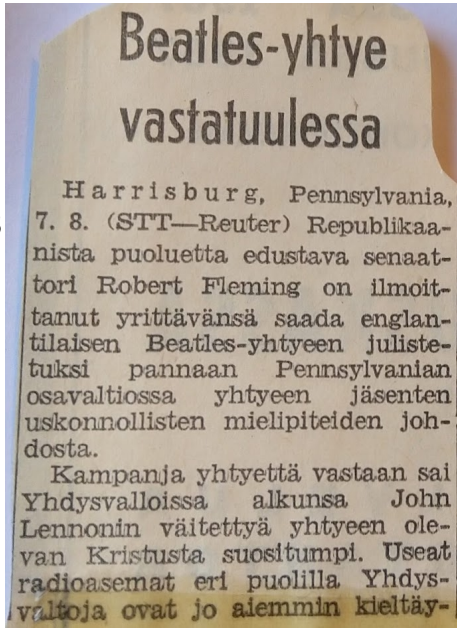 Beatles-yhtye
vastatuulessa
Harrisburg, Pennsylvania,
7. 8. (STT—Reuter) Republikaa-
nista puoluetta edustava senaat-
tori Robert Fleming on ilmoit-
tanut yrittävänsä saada englan-
tilaisen Beatles-yhtyeen juliste-
tuksi pannaan Pennsylvanian
osavaltiossa yhtyeen jäsenten
uskonnollisten mielipiteiden joh-
dosta.
Kampanja yhtyettä vastaan sai
Yhdysvalloissa alkunsa John
Lennonin väitettyä yhtyeen ole-
van Kristusta suositumpi. Useat
radioasemat eri puolilla Yhdys-
valtoja ovat jo aiemmin kieltäy-